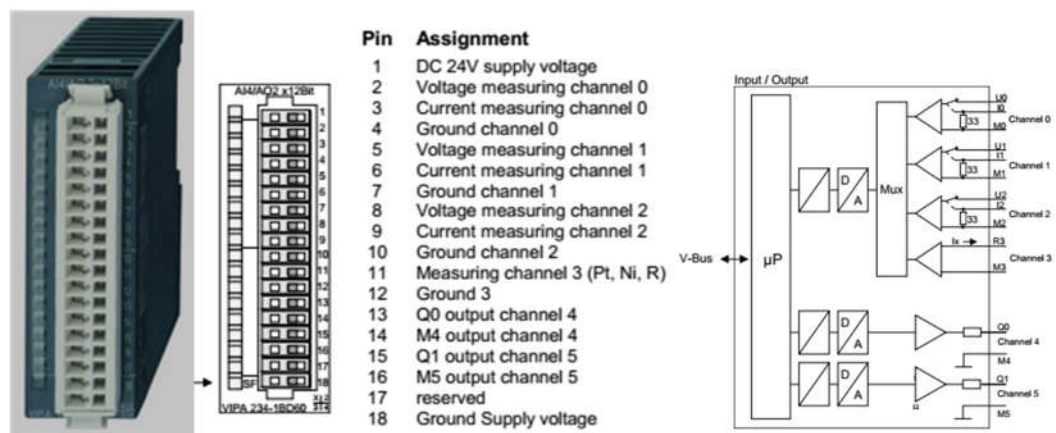 AI4/AO2 x12Bit
1
2
3
4
5
6
7
8
9
10
11
12
13
14
15
16
17
18
SF
VIPA 234-1BD60
X 2
3 4
VIPA
Pin Assignment
1 DC 24V supply voltage
2 Voltage measuring channel 0
3 Current measuring channel 0
4 Ground channel 0
5 Voltage measuring channel 1
6 Current measuring channel 1
7 Ground channel 1
8 Voltage measuring channel 2
9 Current measuring channel 2
10 Ground channel 2
11 Measuring channel 3 (Pt, Ni, R)
12 Ground 3
13 Q0 output channel 4
14 M4 output channel 4
15 Q1 output channel 5
16 M5 output channel 5
17 reserved
18 Ground Supply voltage
Input / Output
U0
I0
33
M0
Channel 0
U1
I1
33
M1
Channel 1
D
A
Mux
U2
I2
33
M2
Channel 2
V-Bus
µP
Ix
R3
M3
Channel 3
D
A
Q0
Channel 4
M4
D
A
Ω
Q1
Channel 5
M5